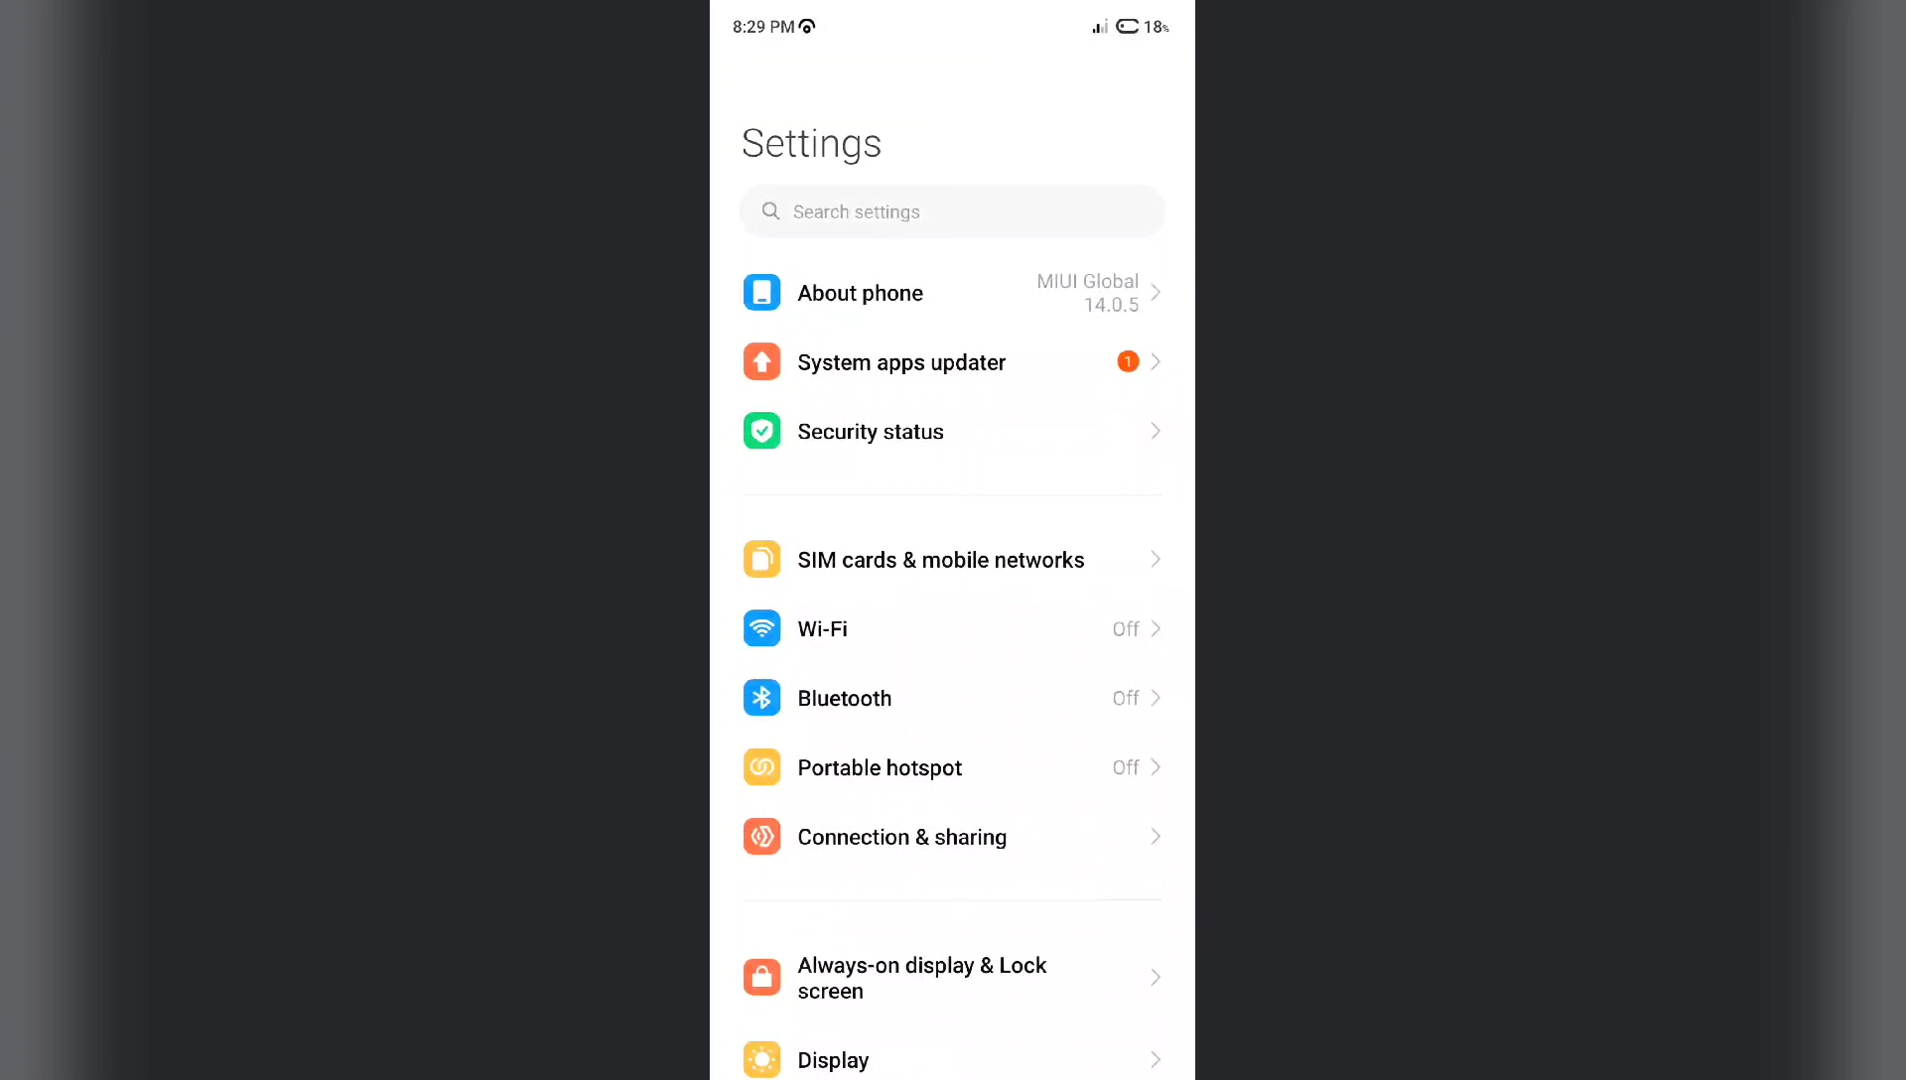 8:29 PM
18%
Settings
Search settings
About phone
MIUI Global
14.0.5
System apps updater
1
Security status
SIM cards & mobile networks
Wi-Fi
Off
Bluetooth
Off
Portable hotspot
Off
Connection & sharing
Always-on display & Lock
screen
Display